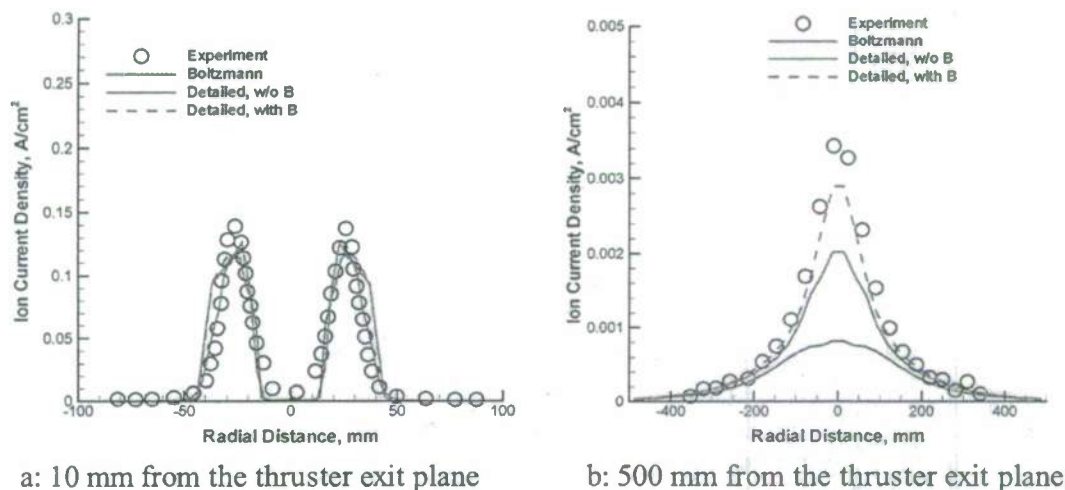 0.3
0.25
0.2
0.15
0.1
0.05
0
-100
-50
0
50
100
Ion Current Density, A/cm²
Radial Distance, mm
Experiment
Boltzmann
Detailed, w/o B
Detailed, with B
a: 10 mm from the thruster exit plane
0.005
0.004
0.003
0.002
0.001
0
-400
-200
0
200
400
Ion Current Density, A/cm²
Radial Distance, mm
Experiment
Boltzmann
Detailed, w/o B
Detailed, with B
b: 500 mm from the thruster exit plane